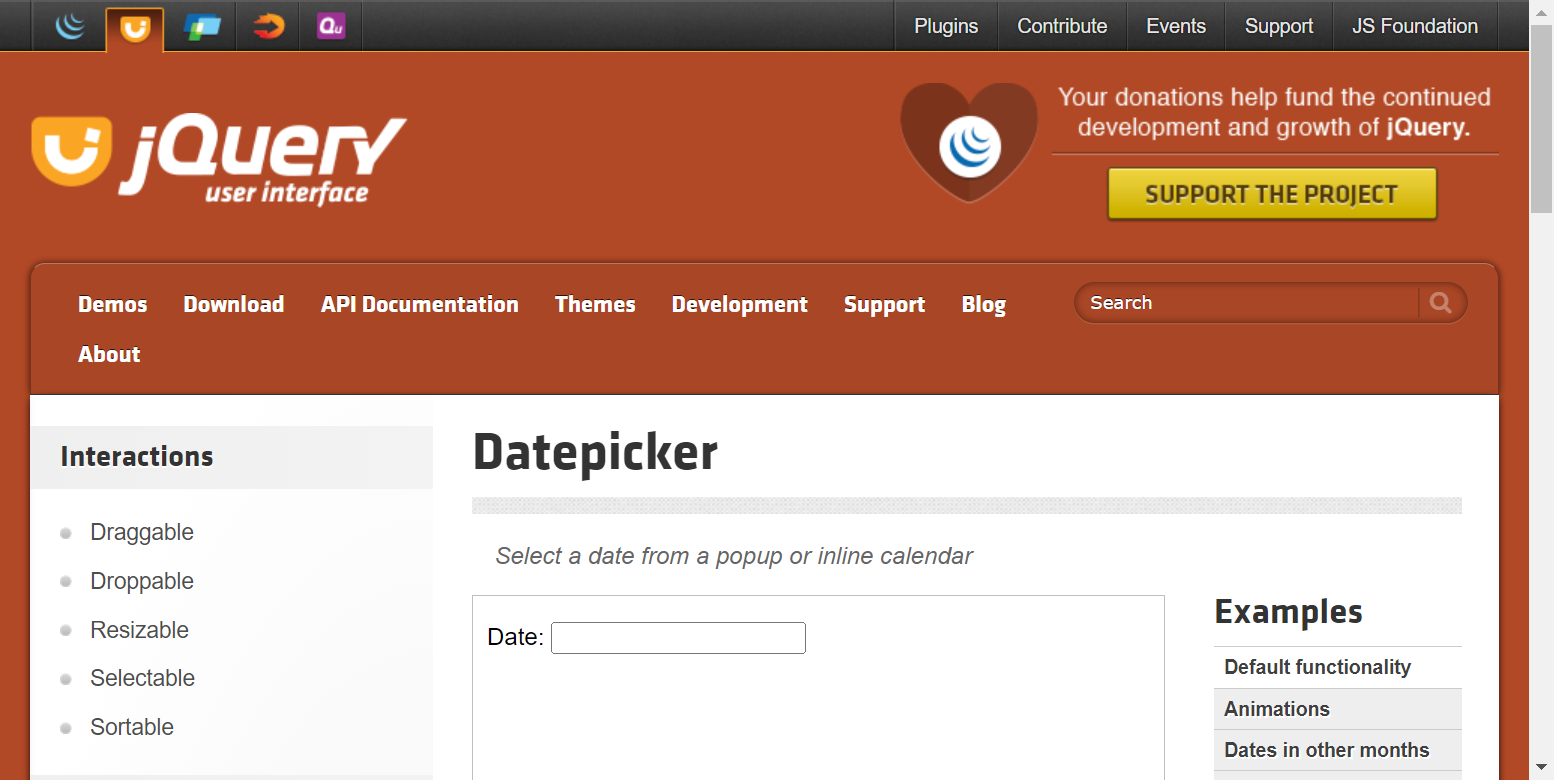 Qu
Plugins
Contribute
Events
Support
JS Foundation
jQuery
user interface
Your donations help fund the continued
development and growth of jQuery.
SUPPORT THE PROJECT
Demos
Download
API Documentation
Themes
Development
Support
Blog
About
Search
Interactions
Draggable
Droppable
Resizable
Selectable
Sortable
Datepicker
Select a date from a popup or inline calendar
Date:
Examples
Default functionality
Animations
Dates in other months